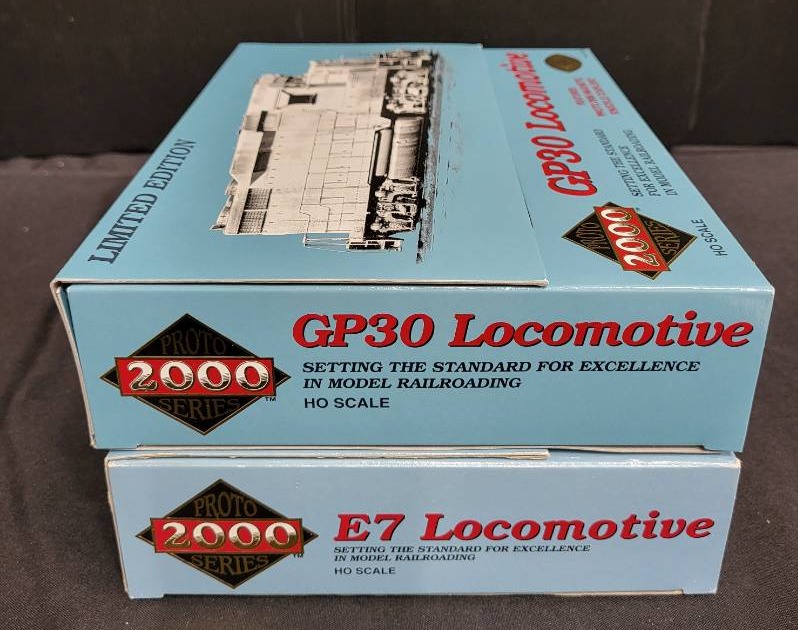 LIMITED EDITION
GP30 Locomotive
SETTING THE STANDARD
FOR EXCELLENCE
IN MODEL RAILROADING
PROTO
2000
SERIES
HO SCALE
PROTO
2000
SERIES
TM
GP30 Locomotive
SETTING THE STANDARD FOR EXCELLENCE
IN MODEL RAILROADING
HO SCALE
PROTO
2000
SERIES
TM
E7 Locomotive
SETTING THE STANDARD FOR EXCELLENCE
IN MODEL RAILROADING
HO SCALE